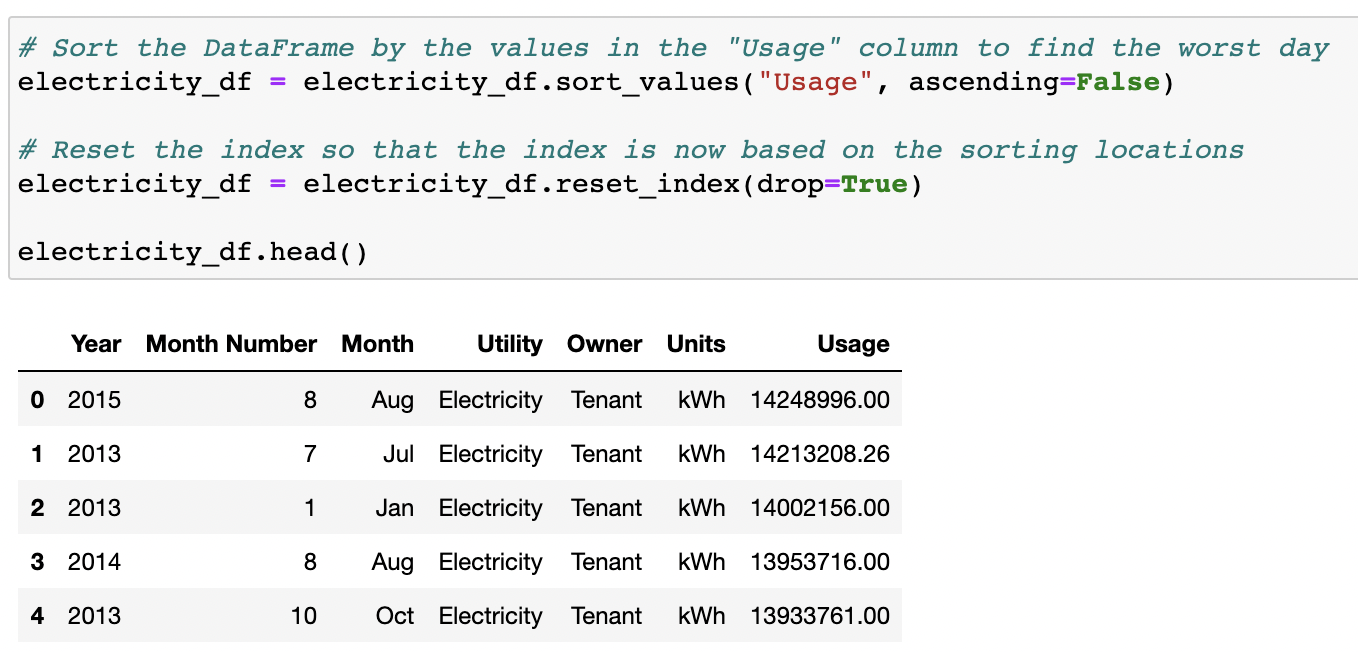 # Sort the DataFrame by the values in the "Usage" column to find the worst day
electricity_df = electricity_df.sort_values("Usage", ascending=False)
# Reset the index so that the index is now based on the sorting locations
electricity_df = electricity_df.reset_index(drop=True)
electricity_df.head()
Year Month Number Month Utility Owner Units Usage
0 2015 8 Aug Electricity Tenant kWh 14248996.00
1 2013 7 Jul Electricity Tenant kWh 14213208.26
2 2013 1 Jan Electricity Tenant kWh 14002156.00
3 2014 8 Aug Electricity Tenant kWh 13953716.00
4 2013 10 Oct Electricity Tenant kWh 13933761.00